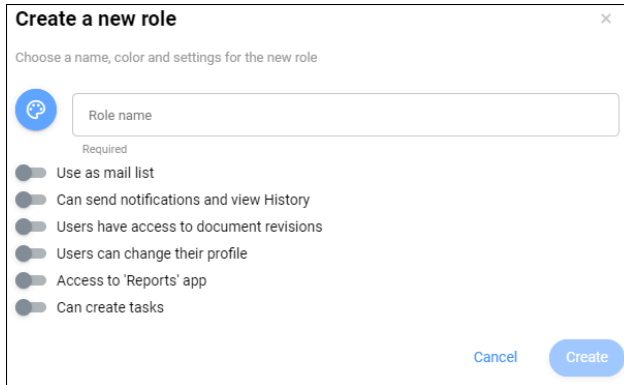 Create a new role
Choose a name, color and settings for the new role
Role name
Required
Use as mail list
Can send notifications and view History
Users have access to document revisions
Users can change their profile
Access to 'Reports' app
Can create tasks
Cancel Create